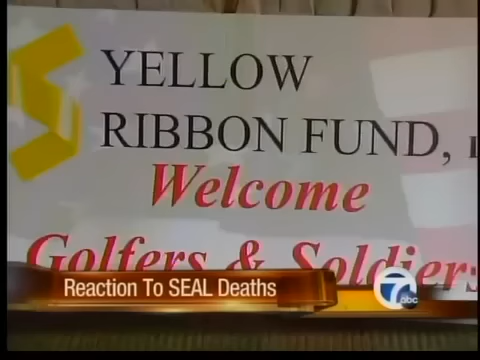 YELLOW
RIBBON FUND,
Welcome
Golfers & Soldiers
Reaction To SEAL Deaths
7 abc